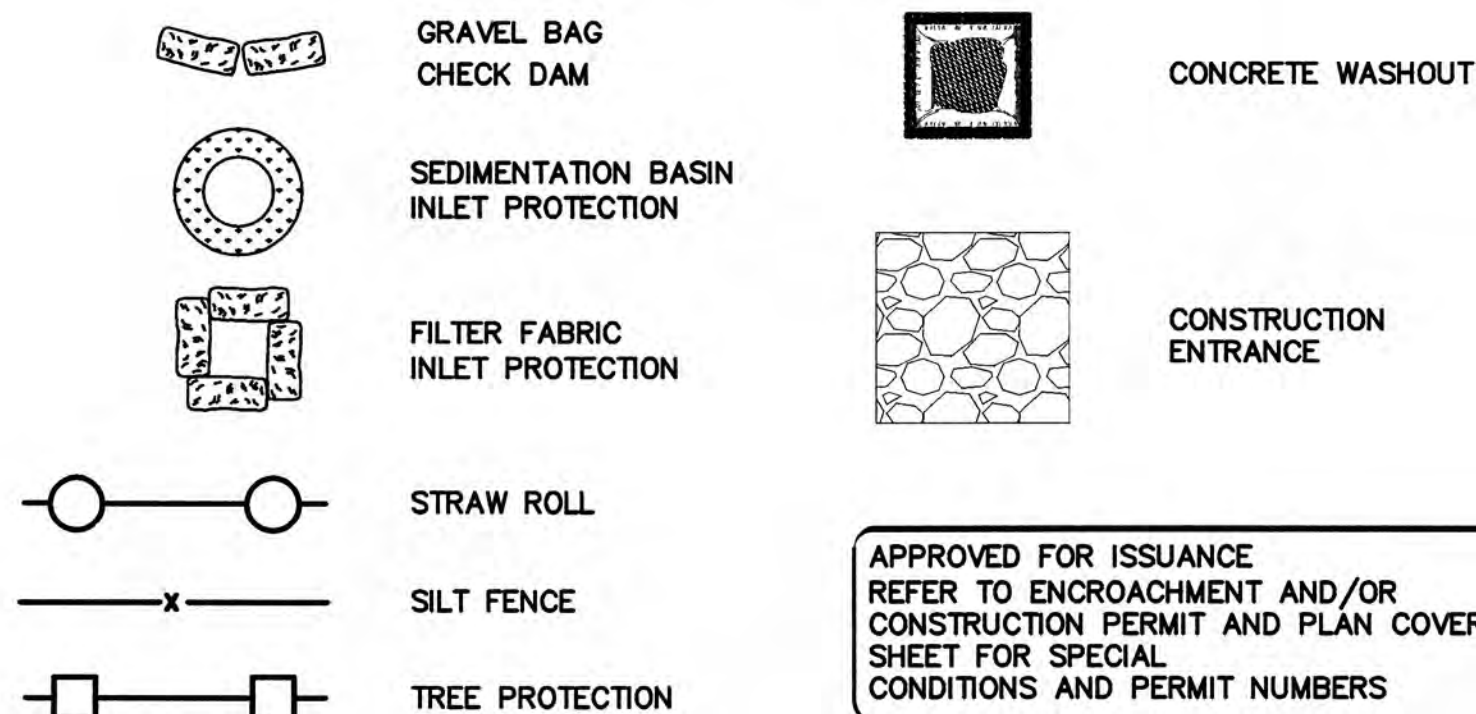 GRAVEL BAG
CHECK DAM
SEDIMENTATION BASIN
INLET PROTECTION
FILTER FABRIC
INLET PROTECTION
STRAW ROLL
X
SILT FENCE
TREE PROTECTION
CONCRETE WASHOUT
CONSTRUCTION
ENTRANCE
APPROVED FOR ISSUANCE
REFER TO ENCROACHMENT AND/OR
CONSTRUCTION PERMIT AND PLAN COVER
SHEET FOR SPECIAL
CONDITIONS AND PERMIT NUMBERS